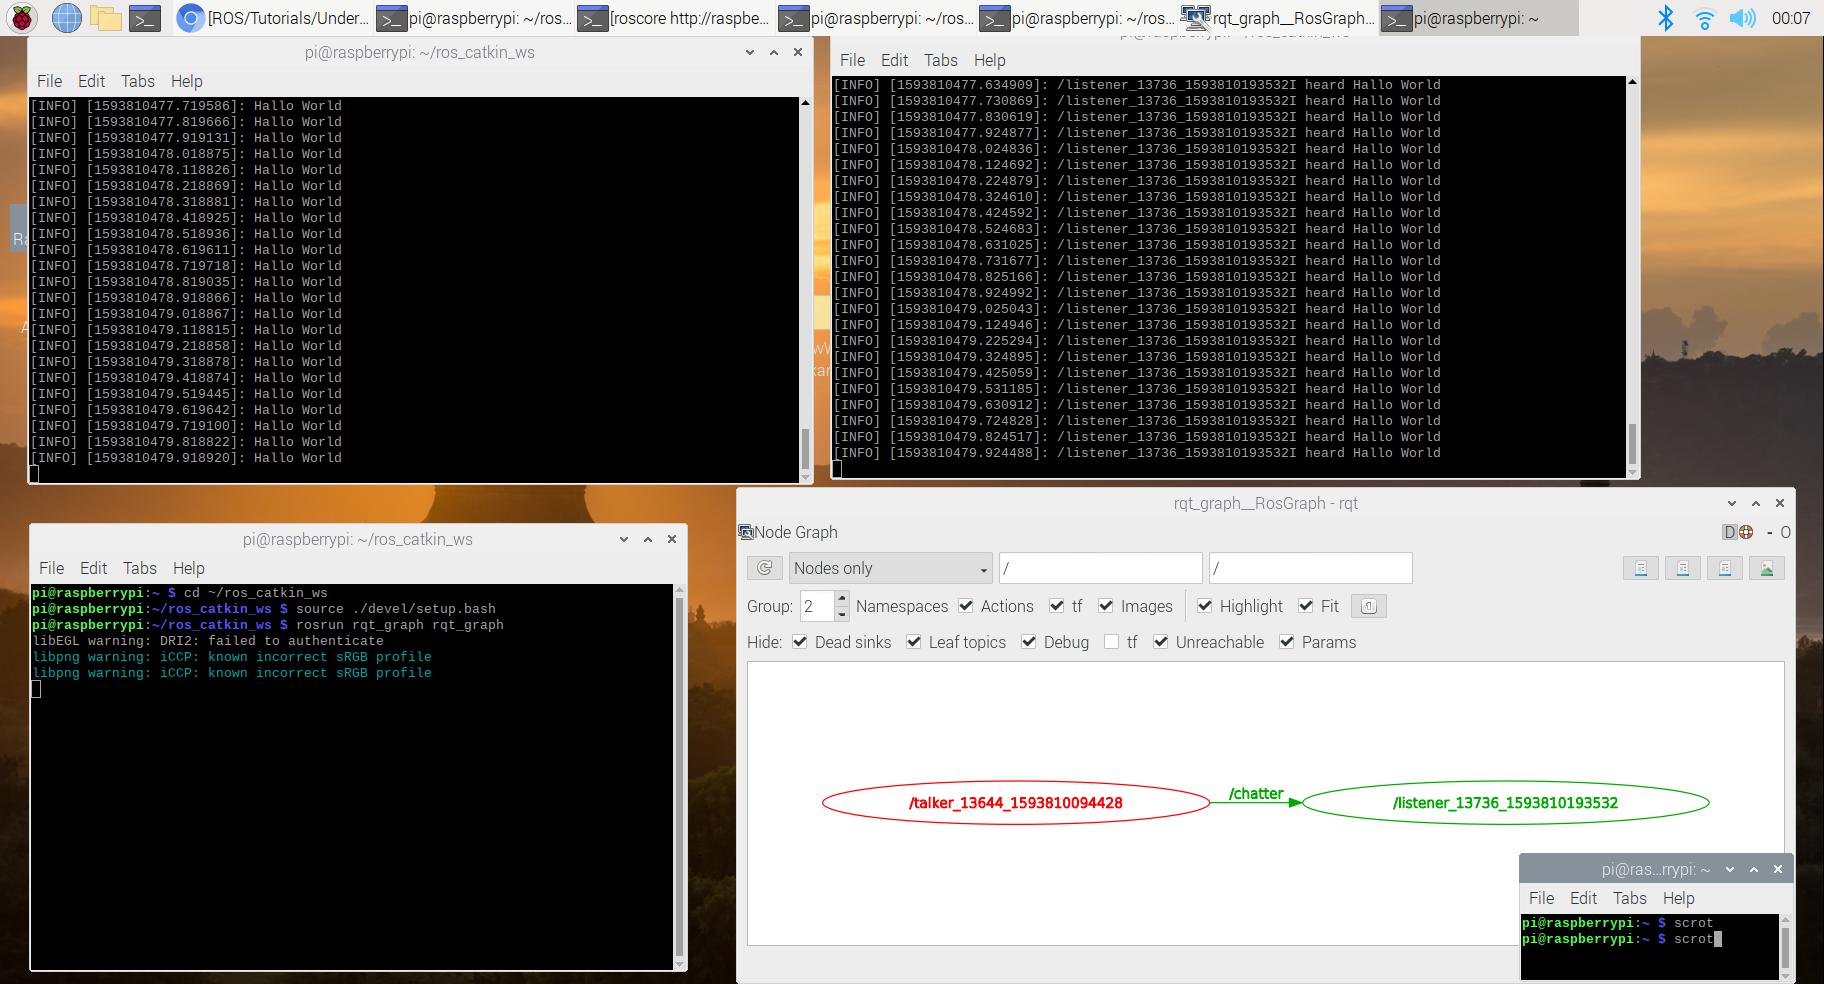 [ROS/Tutorials/Under... pi@raspberrypi: ~/ros... [roscore http://raspbe... pi@raspberrypi: ~/ros... pi@raspberrypi: ~/ros... rqt_graph__RosGraph... pi@raspberrypi: ~ 00:07
pi@raspberrypi: ~/ros_catkin_ws
File Edit Tabs Help
[INFO] [1593810477.719586]: Hallo World
[INFO] [1593810477.819666]: Hallo World
[INFO] [1593810477.919131]: Hallo World
[INFO] [1593810478.018875]: Hallo World
[INFO] [1593810478.118826]: Hallo World
[INFO] [1593810478.218869]: Hallo World
[INFO] [1593810478.318881]: Hallo World
[INFO] [1593810478.418925]: Hallo World
[INFO] [1593810478.518936]: Hallo World
[INFO] [1593810478.619611]: Hallo World
[INFO] [1593810478.719718]: Hallo World
[INFO] [1593810478.819035]: Hallo World
[INFO] [1593810478.918866]: Hallo World
[INFO] [1593810479.018867]: Hallo World
[INFO] [1593810479.118815]: Hallo World
[INFO] [1593810479.218858]: Hallo World
[INFO] [1593810479.318878]: Hallo World
[INFO] [1593810479.418874]: Hallo World
[INFO] [1593810479.519445]: Hallo World
[INFO] [1593810479.619642]: Hallo World
[INFO] [1593810479.719100]: Hallo World
[INFO] [1593810479.818822]: Hallo World
[INFO] [1593810479.918920]: Hallo World
pi@raspberrypi: ~/ros_catkin_ws
File Edit Tabs Help
[INFO] [1593810477.634909]: /listener_13736_1593810193532I heard Hallo World
[INFO] [1593810477.730869]: /listener_13736_1593810193532I heard Hallo World
[INFO] [1593810477.830619]: /listener_13736_1593810193532I heard Hallo World
[INFO] [1593810477.924877]: /listener_13736_1593810193532I heard Hallo World
[INFO] [1593810478.024836]: /listener_13736_1593810193532I heard Hallo World
[INFO] [1593810478.124692]: /listener_13736_1593810193532I heard Hallo World
[INFO] [1593810478.224879]: /listener_13736_1593810193532I heard Hallo World
[INFO] [1593810478.324610]: /listener_13736_1593810193532I heard Hallo World
[INFO] [1593810478.424592]: /listener_13736_1593810193532I heard Hallo World
[INFO] [1593810478.524683]: /listener_13736_1593810193532I heard Hallo World
[INFO] [1593810478.631025]: /listener_13736_1593810193532I heard Hallo World
[INFO] [1593810478.731677]: /listener_13736_1593810193532I heard Hallo World
[INFO] [1593810478.825166]: /listener_13736_1593810193532I heard Hallo World
[INFO] [1593810478.924992]: /listener_13736_1593810193532I heard Hallo World
[INFO] [1593810479.025043]: /listener_13736_1593810193532I heard Hallo World
[INFO] [1593810479.124946]: /listener_13736_1593810193532I heard Hallo World
[INFO] [1593810479.225294]: /listener_13736_1593810193532I heard Hallo World
[INFO] [1593810479.324895]: /listener_13736_1593810193532I heard Hallo World
[INFO] [1593810479.425059]: /listener_13736_1593810193532I heard Hallo World
[INFO] [1593810479.531185]: /listener_13736_1593810193532I heard Hallo World
[INFO] [1593810479.630912]: /listener_13736_1593810193532I heard Hallo World
[INFO] [1593810479.724828]: /listener_13736_1593810193532I heard Hallo World
[INFO] [1593810479.824517]: /listener_13736_1593810193532I heard Hallo World
[INFO] [1593810479.924488]: /listener_13736_1593810193532I heard Hallo World
pi@raspberrypi: ~/ros_catkin_ws
File Edit Tabs Help
pi@raspberrypi:~ $ cd ~/ros_catkin_ws
pi@raspberrypi:~/ros_catkin_ws $ source ./devel/setup.bash
pi@raspberrypi:~/ros_catkin_ws $ rosrun rqt_graph rqt_graph
libEGL warning: DRI2: failed to authenticate
libpng warning: iCCP: known incorrect sRGB profile
libpng warning: iCCP: known incorrect sRGB profile
rqt_graph__RosGraph - rqt
Node Graph D - O
Nodes only / /
Group: 2 Namespaces Actions tf Images Highlight Fit
Hide: Dead sinks Leaf topics Debug tf Unreachable Params
/talker_13644_1593810094428 /chatter /listener_13736_1593810193532
pi@ras...rrypi: ~
File Edit Tabs Help
pi@raspberrypi:~ $ scrot
pi@raspberrypi:~ $ scrot